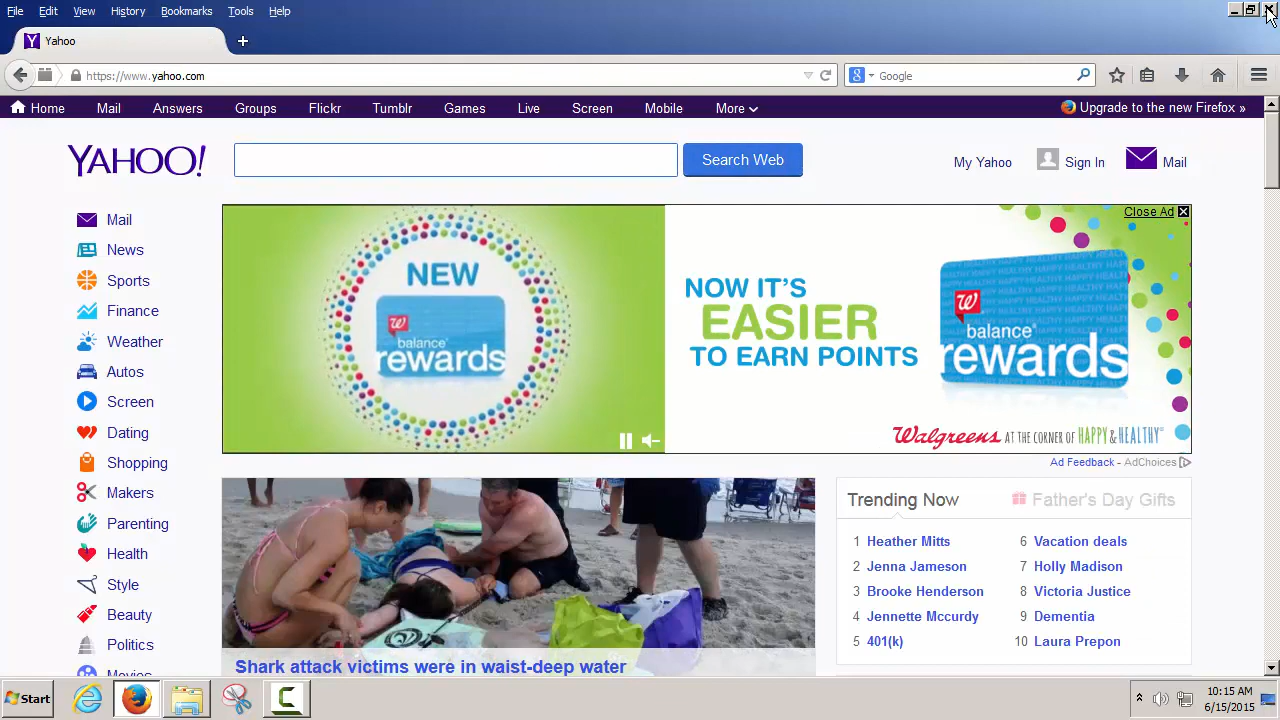 File Edit View History Bookmarks Tools Help
Yahoo
https://www.yahoo.com
Google
Home Mail Answers Groups Flickr Tumblr Games Live Screen Mobile More
Upgrade to the new Firefox »
YAHOO!
Search Web
My Yahoo Sign In Mail
Mail
News
Sports
Finance
Weather
Autos
Screen
Dating
Shopping
Makers
Parenting
Health
Style
Beauty
Politics
Movies
Close Ad
NEW
balance
rewards
NOW IT'S
EASIER
TO EARN POINTS
balance
rewards
Walgreens AT THE CORNER OF HAPPY & HEALTHY
Ad Feedback - AdChoices
Shark attack victims were in waist-deep water
Trending Now Father's Day Gifts
1 Heather Mitts
2 Jenna Jameson
3 Brooke Henderson
4 Jennette Mccurdy
5 401(k)
6 Vacation deals
7 Holly Madison
8 Victoria Justice
9 Dementia
10 Laura Prepon
Start
10:15 AM
6/15/2015